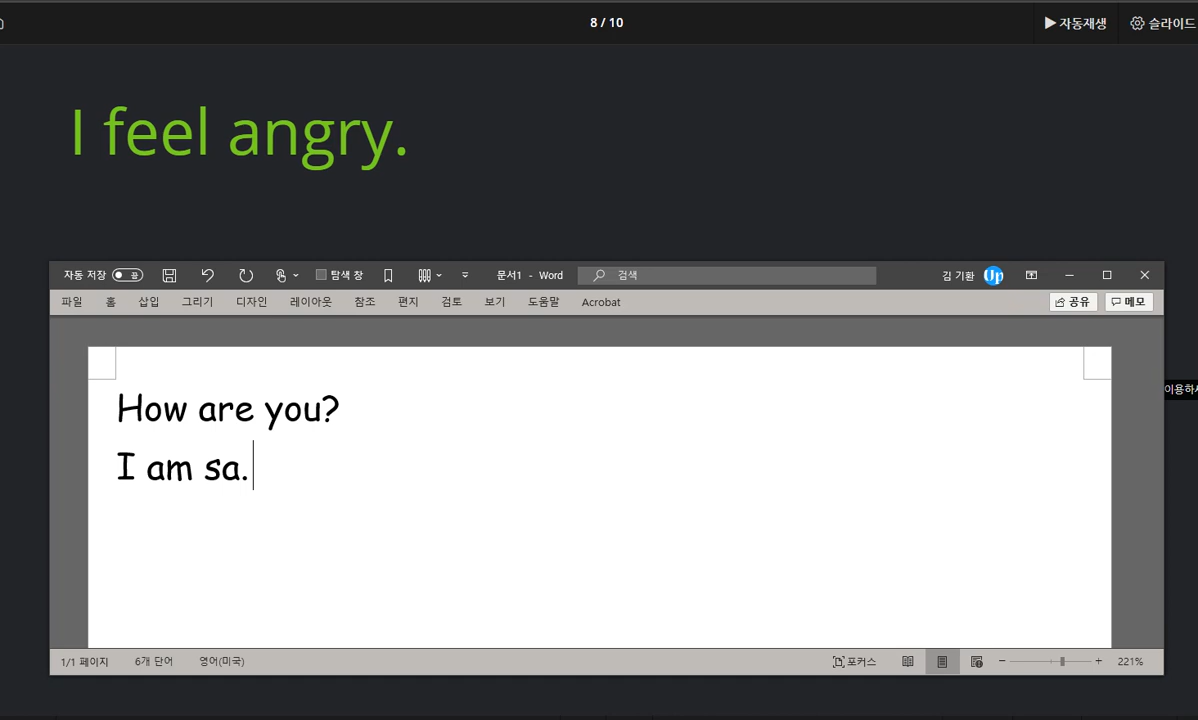 8 / 10
▶ 자동재생
슬라이드
I feel angry.
자동 저장 끔
탐색 창
문서1 - Word
검색
김 기환
Up
파일 홈 삽입 그리기 디자인 레이아웃 참조 편지 검토 보기 도움말 Acrobat
공유 메모
이용하시
How are you?
I am sa.
1/1 페이지 6개 단어 영어(미국)
포커스
− + 221%